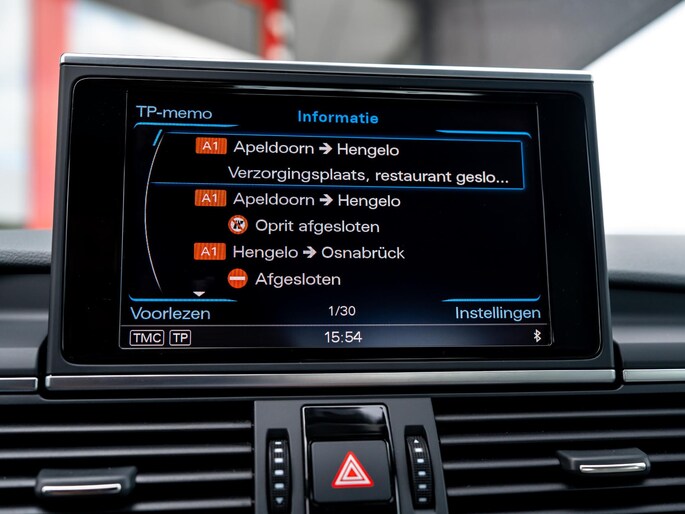 TP-memo
Informatie
A1 Apeldoorn → Hengelo
Verzorgingsplaats, restaurant geslo...
A1 Apeldoorn → Hengelo
Oprit afgesloten
A1 Hengelo → Osnabrück
Afgesloten
Voorlezen 1/30 Instellingen
TMC TP 15:54